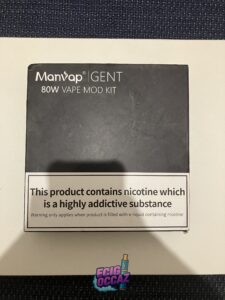 Manvap® | GENT
80W VAPE MOD KIT
This product contains nicotine which
is a highly addictive substance
Warning only applies when product is filled with e-liquid containing nicotine
ECIG
OCCAZ